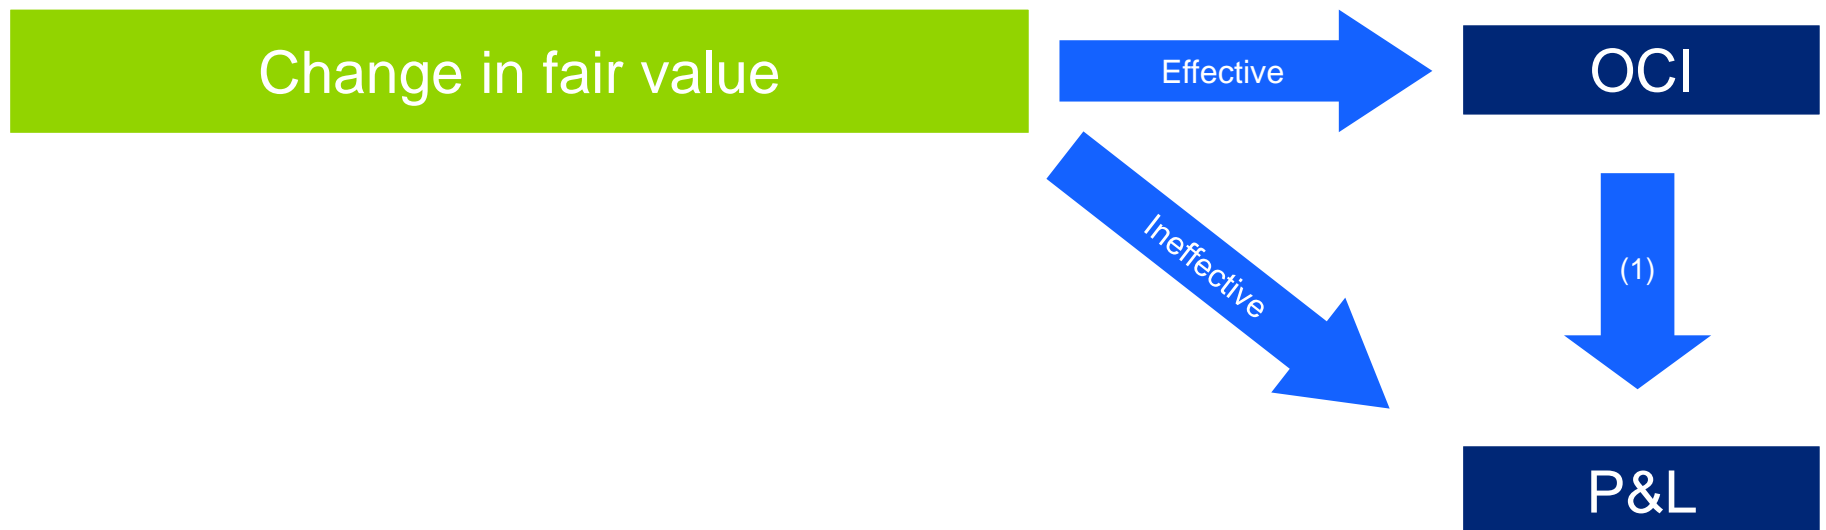 Change in fair value
Effective
OCI
Ineffective
(1)
P&L